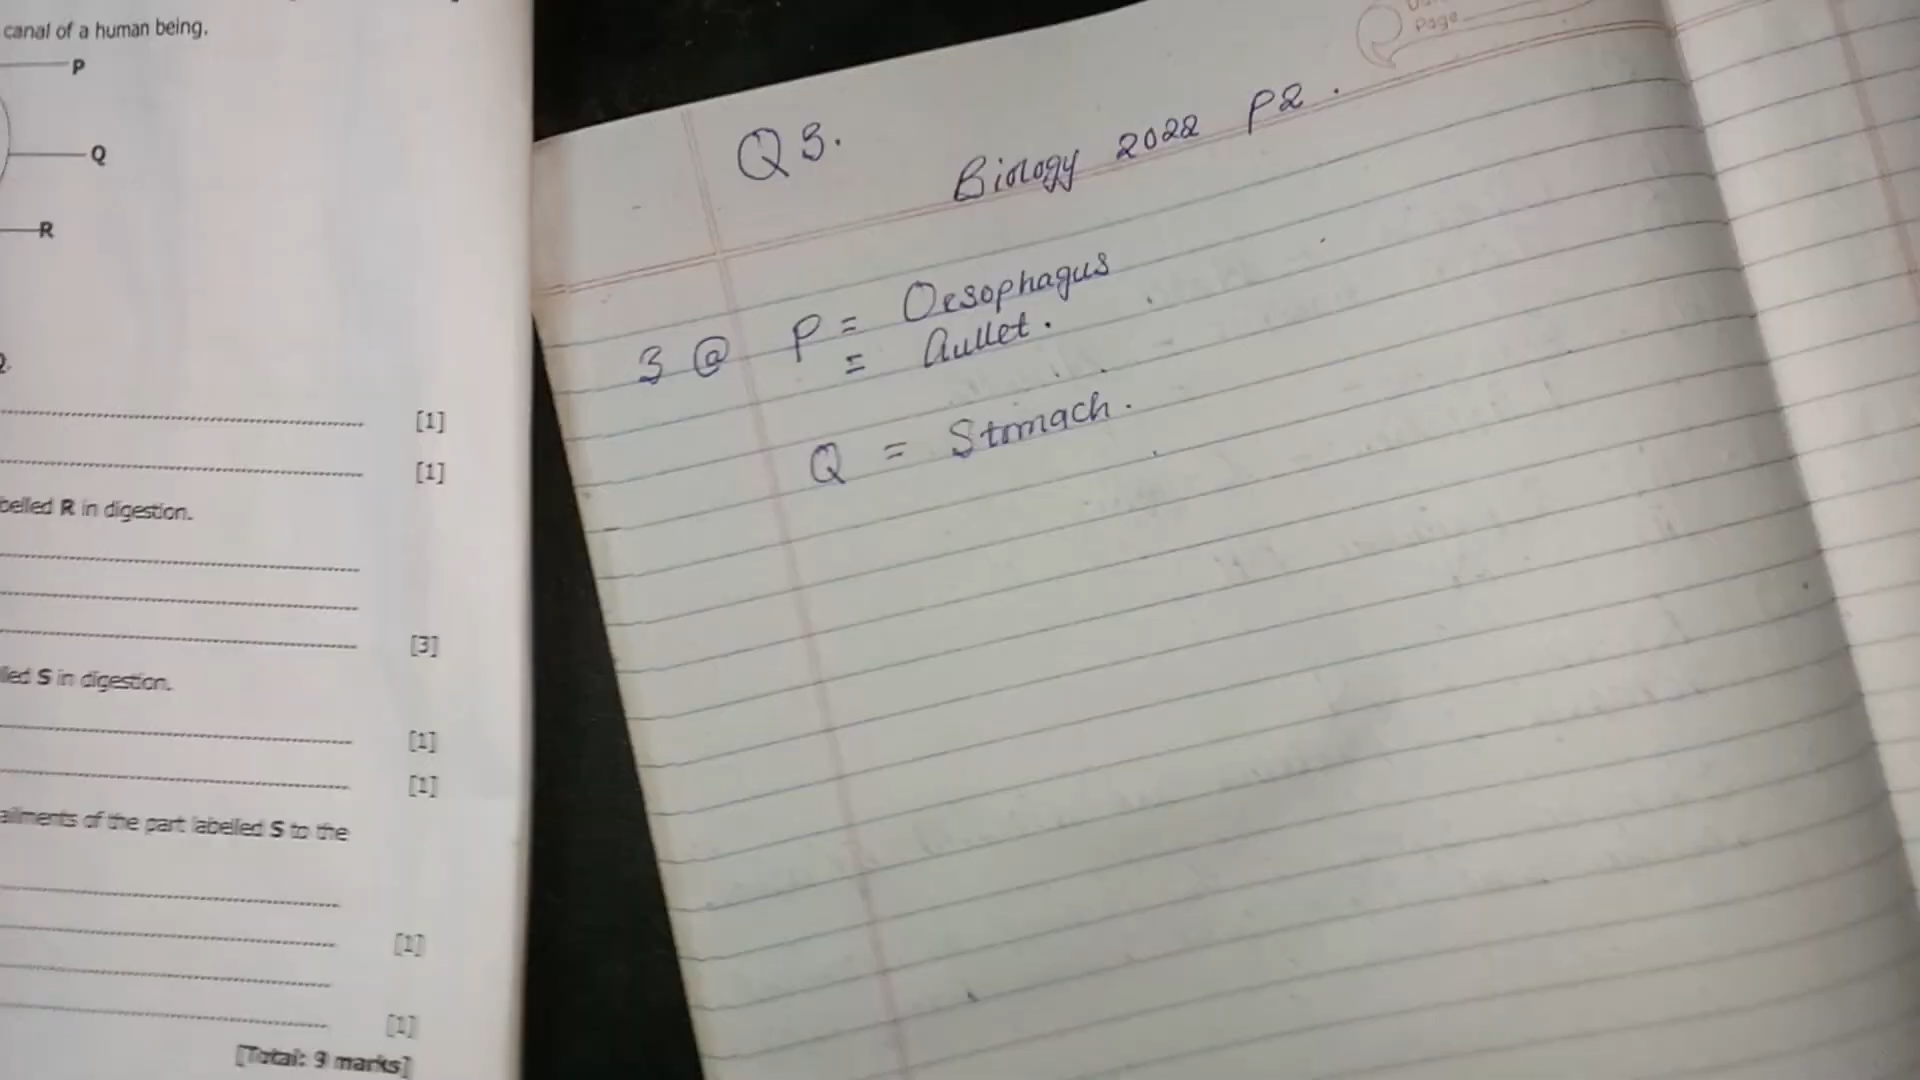 canal of a human being.
P
Q
R
[1]
[1]
belled R in digestion.
[3]
lled S in digestion.
[1]
[1]
ailments of the part labelled S to the
[1]
[1]
[Total: 9 marks]
Page
Q3.
Biology 2022 P2.
3 @ P = Oesophagus
= Gullet.
Q = Stomach.